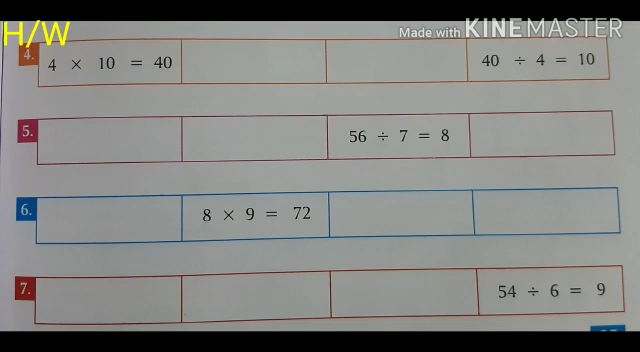 H/W
Made with KINEMASTER
4. 4 × 10 = 40 40 ÷ 4 = 10
5. 56 ÷ 7 = 8
6. 8 × 9 = 72
7. 54 ÷ 6 = 9